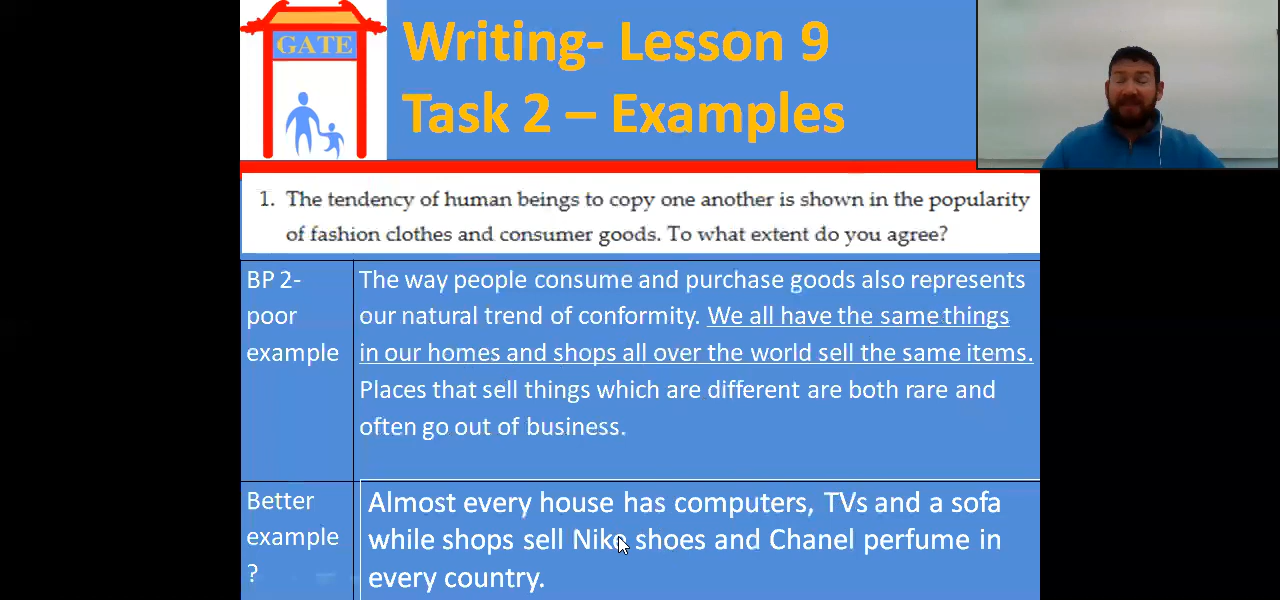 GATE
Writing- Lesson 9
Task 2 – Examples
1. The tendency of human beings to copy one another is shown in the popularity
of fashion clothes and consumer goods. To what extent do you agree?
BP 2-
poor
example
The way people consume and purchase goods also represents
our natural trend of conformity. We all have the same things
in our homes and shops all over the world sell the same items.
Places that sell things which are different are both rare and
often go out of business.
Better
example
?
Almost every house has computers, TVs and a sofa
while shops sell Nike shoes and Chanel perfume in
every country.